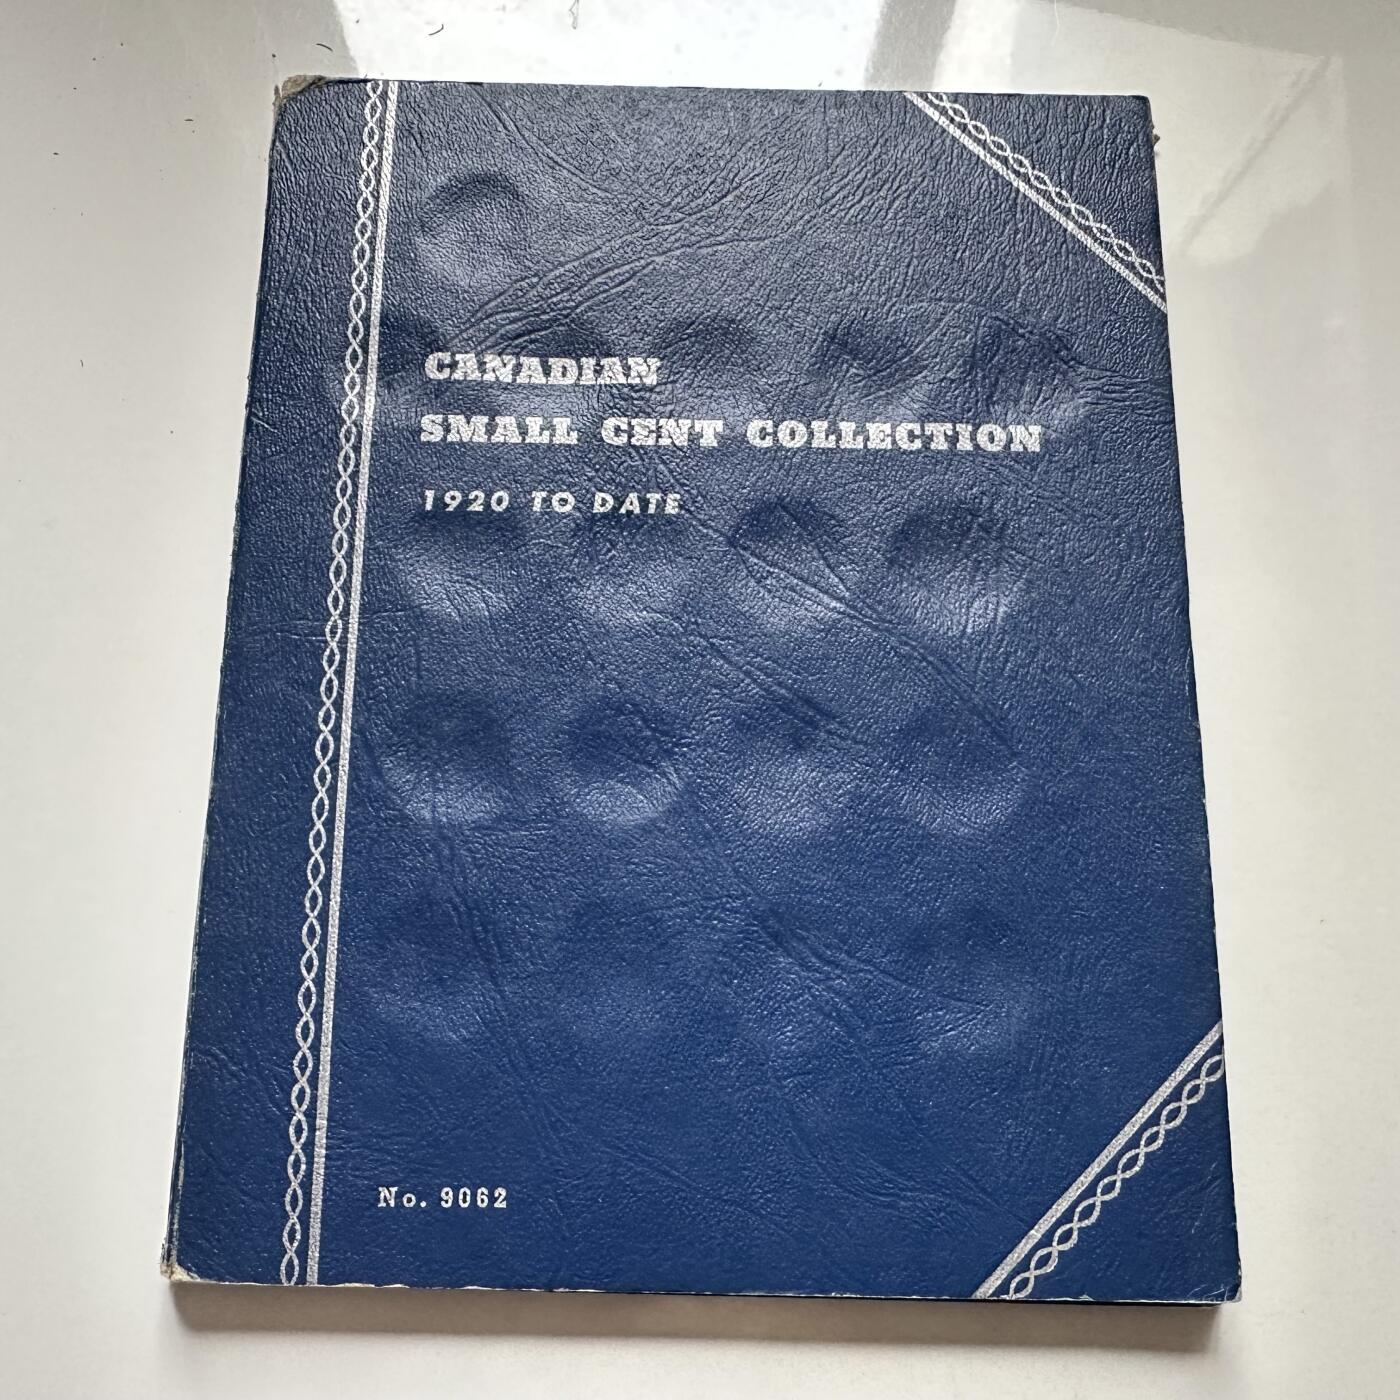 CANADIAN
SMALL CENT COLLECTION
1920 TO DATE
No. 9062